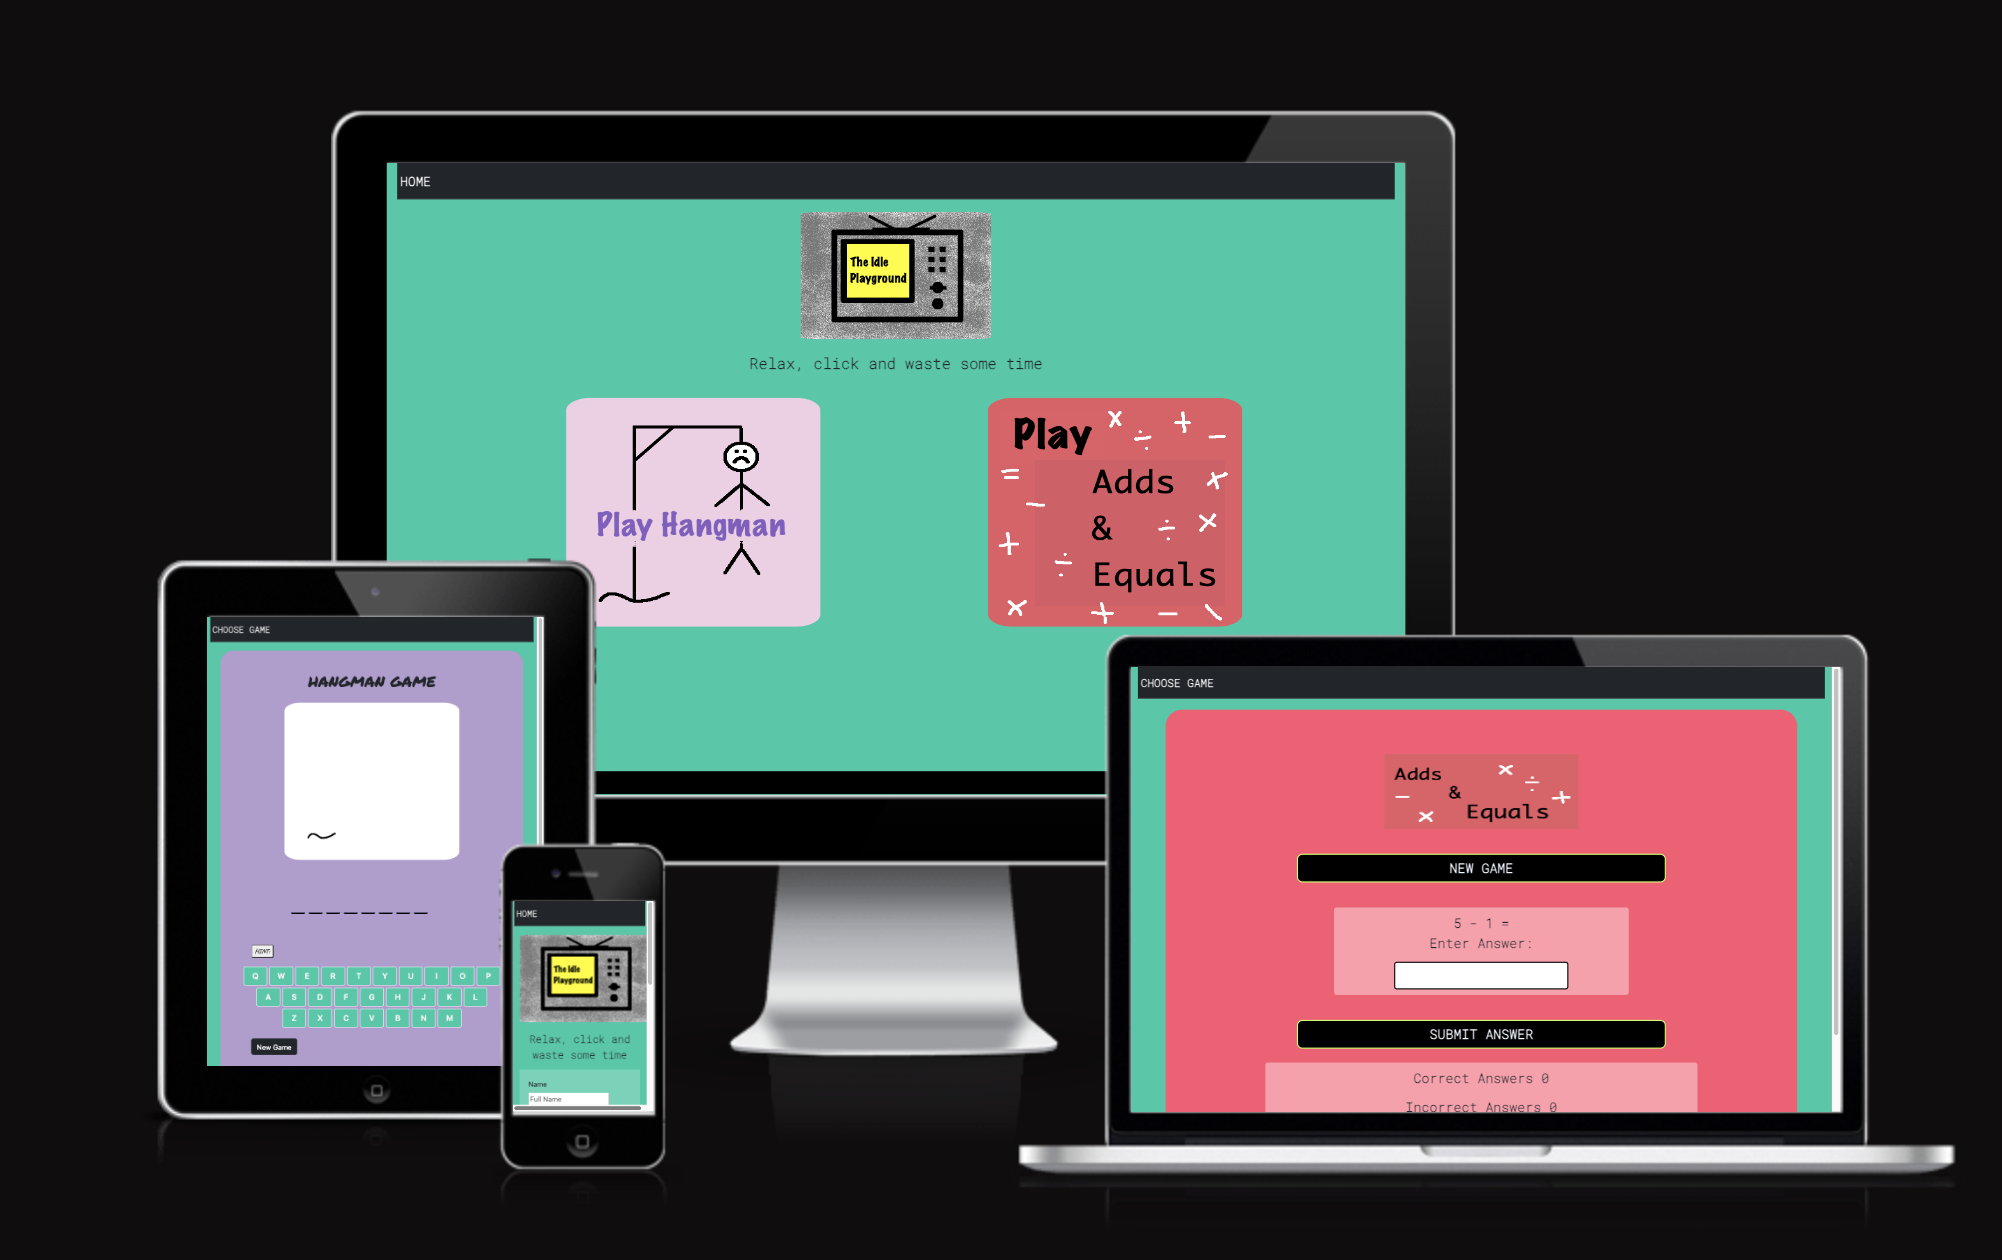 HOME
The Idle
Playground
Relax, click and waste some time
Play Hangman
Play
Adds
&
Equals
CHOOSE GAME
HANGMAN GAME
HINT:
Q W E R T Y U I O P
A S D F G H J K L
Z X C V B N M
New Game
HOME
The Idle
Playground
Relax, click and
waste some time
Name
Full Name
CHOOSE GAME
Adds
&
Equals
NEW GAME
5 - 1 =
Enter Answer:
SUBMIT ANSWER
Correct Answers 0
Incorrect Answers 0